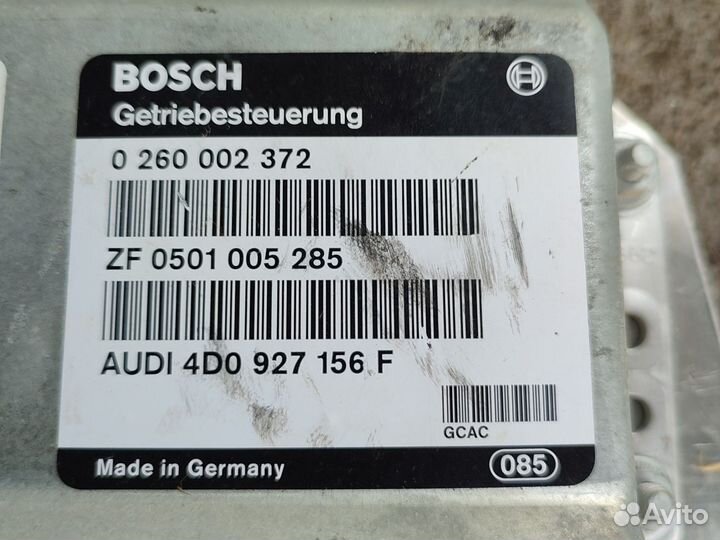 BOSCH
Getriebesteuerung
0 260 002 372
ZF 0501 005 285
AUDI 4D0 927 156 F
GCAC
Made in Germany
085
Avito